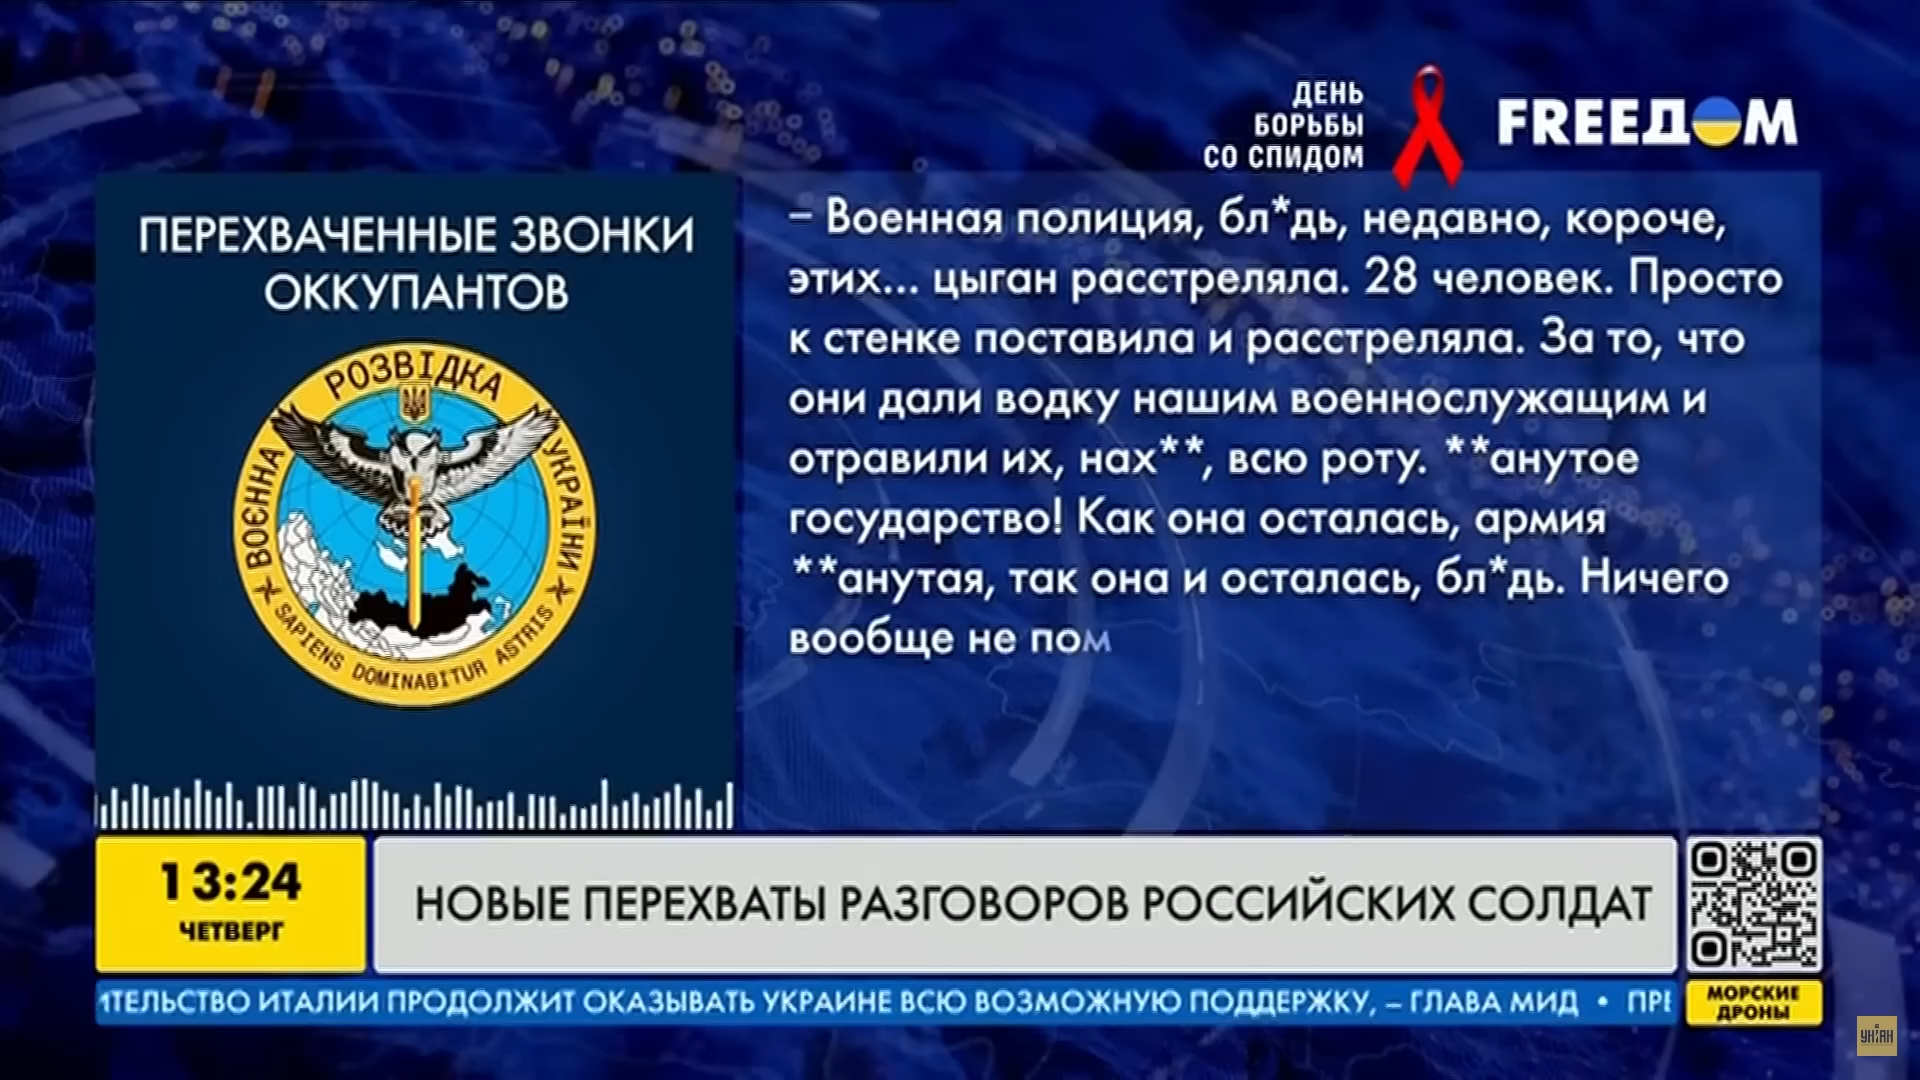 ДЕНЬ
БОРЬБЫ
СО СПИДОМ
FREEДOM
ПЕРЕХВАЧЕННЫЕ ЗВОНКИ
ОККУПАНТОВ
ВОЄННА РОЗВІДКА УКРАЇНИ
SAPIENS DOMINABITUR ASTRIS
– Военная полиция, бл*дь, недавно, короче,
этих... цыган расстреляла. 28 человек. Просто
к стенке поставила и расстреляла. За то, что
они дали водку нашим военнослужащим и
отравили их, нах**, всю роту. **анутое
государство! Как она осталась, армия
**анутая, так она и осталась, бл*дь. Ничего
вообще не пом
13:24
ЧЕТВЕРГ
НОВЫЕ ПЕРЕХВАТЫ РАЗГОВОРОВ РОССИЙСКИХ СОЛДАТ
ИТЕЛЬСТВО ИТАЛИИ ПРОДОЛЖИТ ОКАЗЫВАТЬ УКРАИНЕ ВСЮ ВОЗМОЖНУЮ ПОДДЕРЖКУ, – ГЛАВА МИД • ПРЕ
МОРСКИЕ
ДРОНЫ
УНІАН